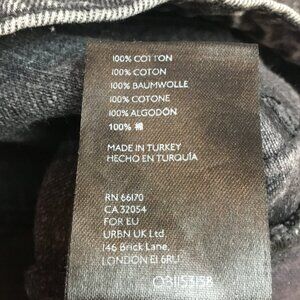 100% COTTON
100% COTON
100% BAUMWOLLE
100% COTONE
100% ALGODÓN
100% 棉
MADE IN TURKEY
HECHO EN TURQUÍA
RN 66170
CA 32054
FOR EU
URBN UK Ltd.
146 Brick Lane,
LONDON E1 6RU